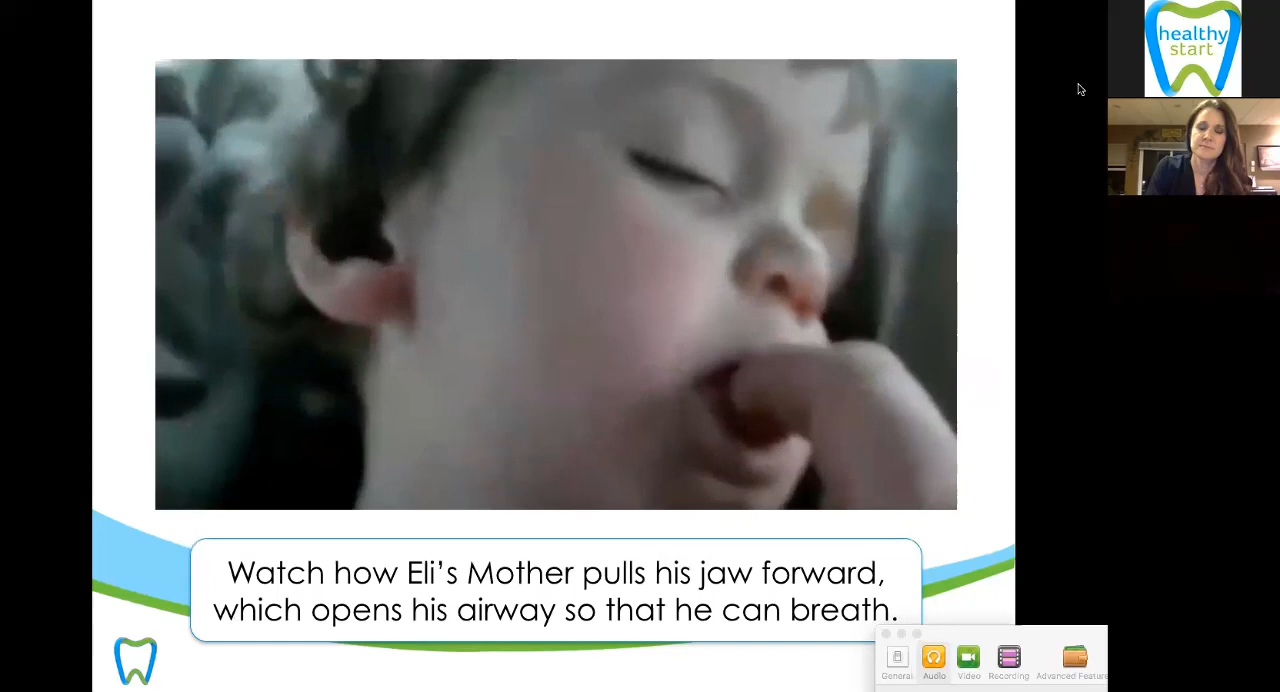 healthy
start
Watch how Eli's Mother pulls his jaw forward,
which opens his airway so that he can breath.
General
Audio
Video
Recording
Advanced Feature